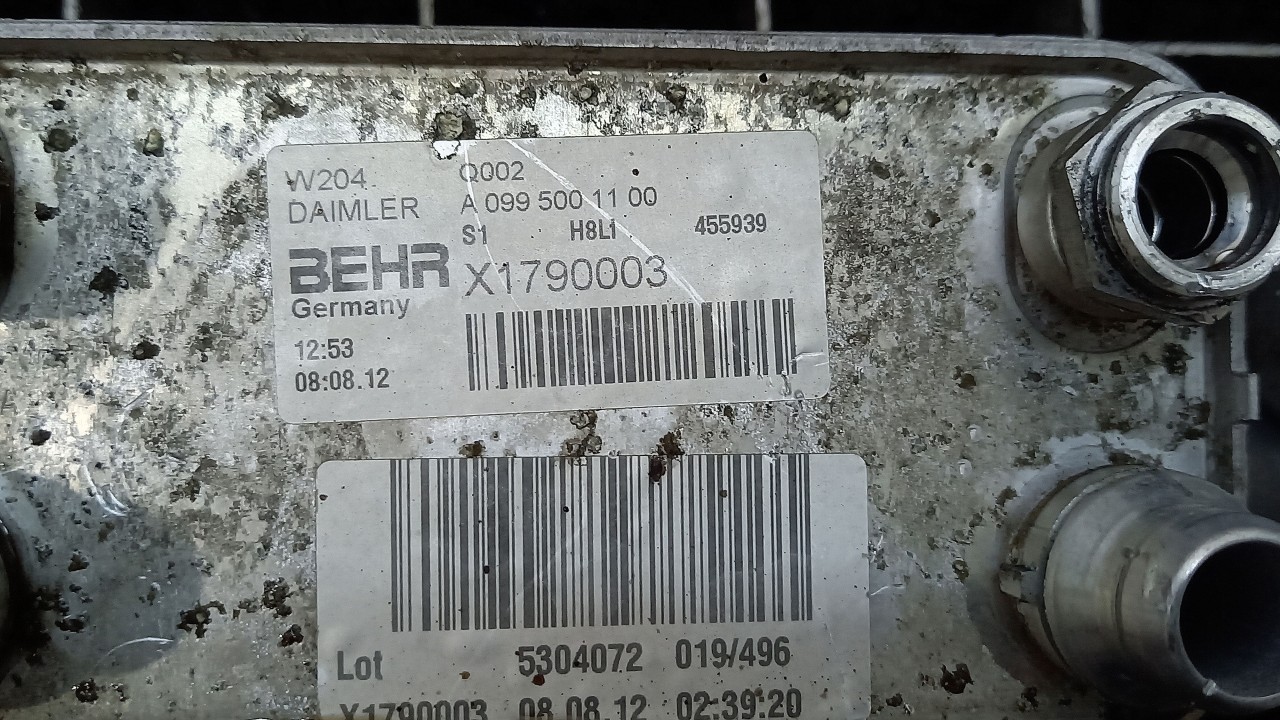 W204 Q002
DAIMLER A 099 500 11 00
S1 H8L1 455939
BEHR X1790003
Germany
12:53
08:08.12
Lot 5304072 019/496
X1790003 08.08.12 02:39:20